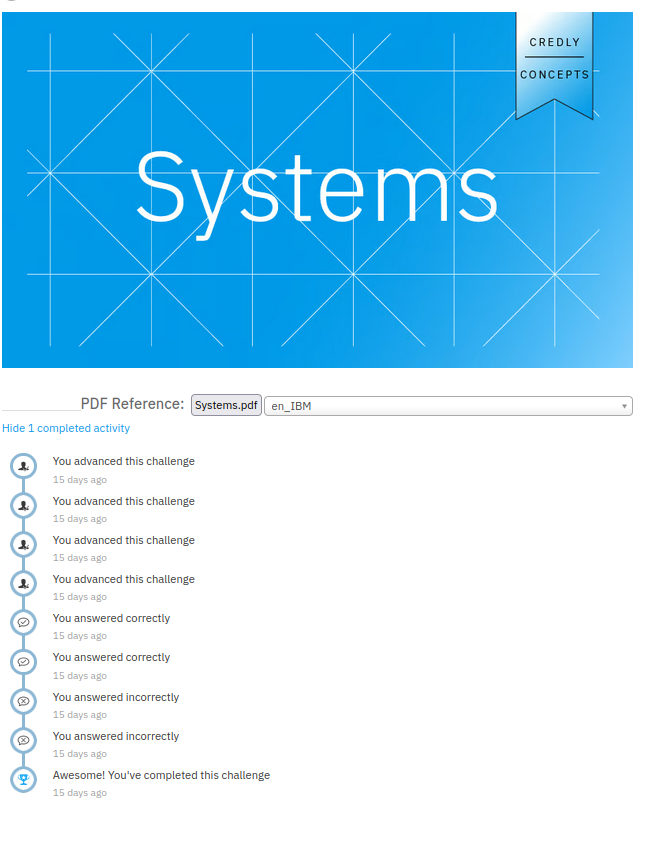 CREDLY
CONCEPTS
Systems
PDF Reference: Systems.pdf en_IBM
Hide 1 completed activity
You advanced this challenge
15 days ago
You advanced this challenge
15 days ago
You advanced this challenge
15 days ago
You advanced this challenge
15 days ago
You answered correctly
15 days ago
You answered correctly
15 days ago
You answered incorrectly
15 days ago
You answered incorrectly
15 days ago
Awesome! You've completed this challenge
15 days ago